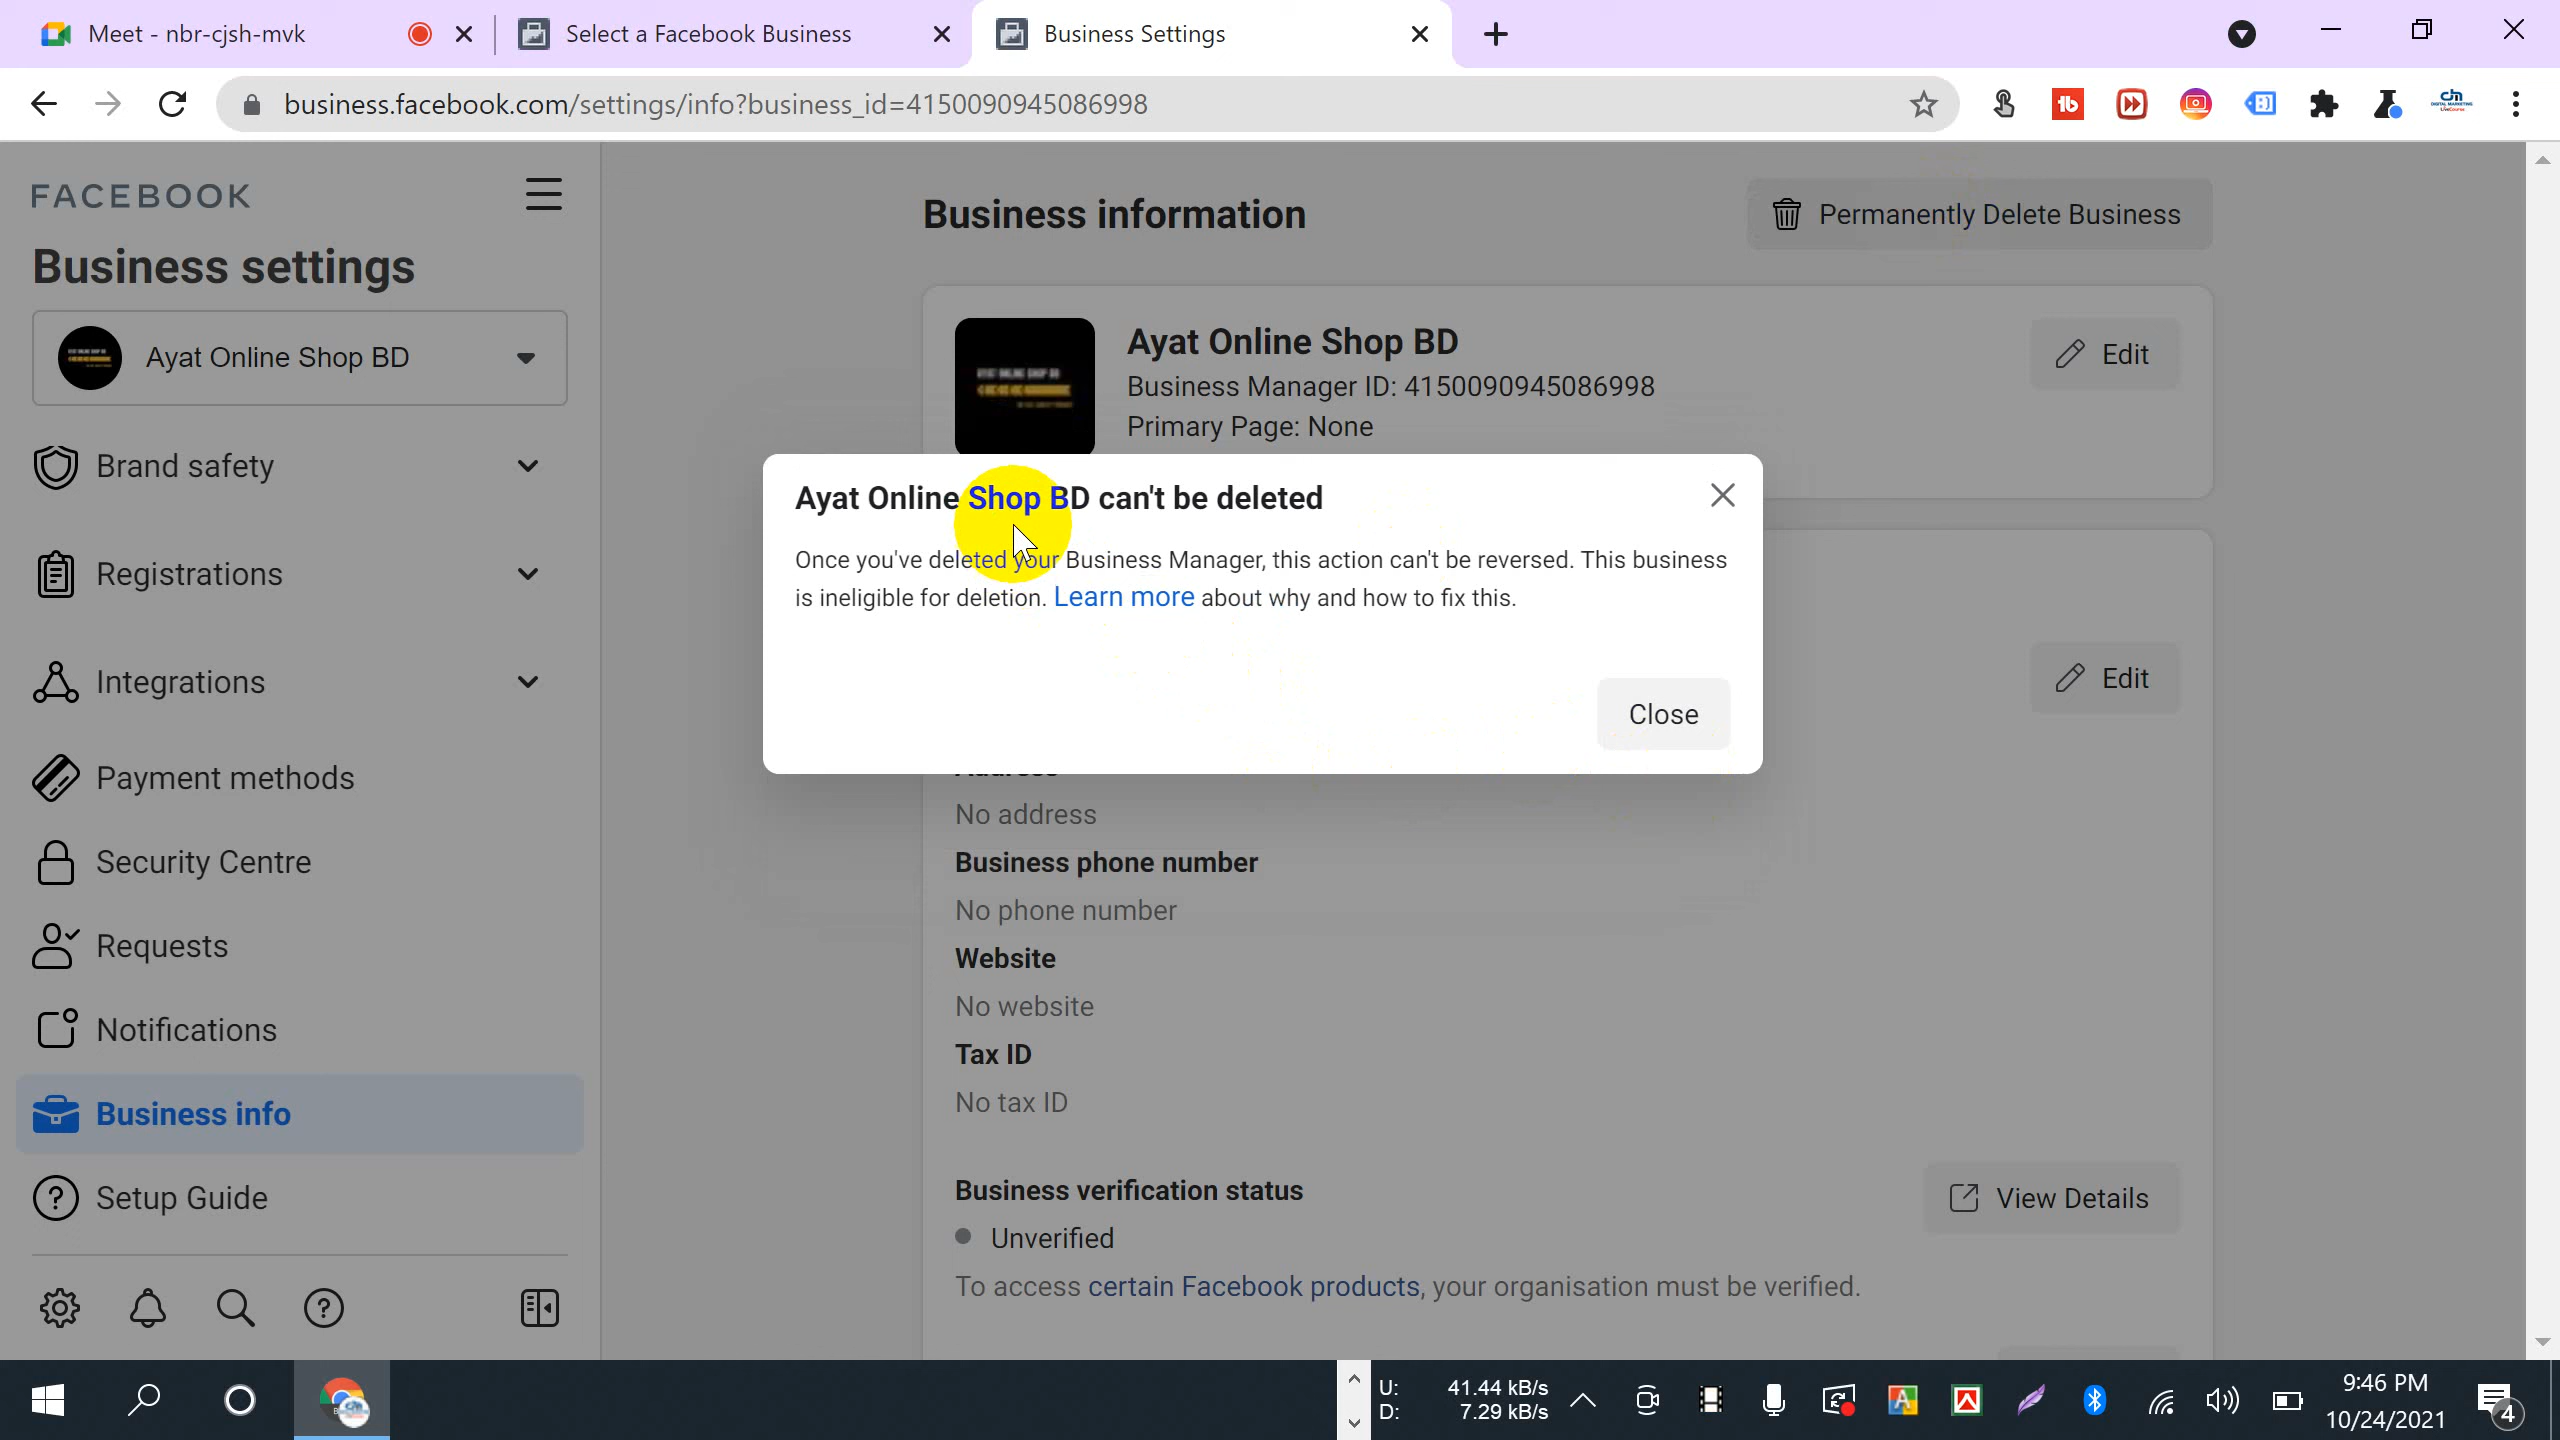 Meet - nbr-cjsh-mvk
Select a Facebook Business
Business Settings
business.facebook.com/settings/info?business_id=4150090945086998
FACEBOOK
Business settings
Ayat Online Shop BD
Brand safety
Registrations
Integrations
Payment methods
Security Centre
Requests
Notifications
Business info
Setup Guide
Business information
Permanently Delete Business
Ayat Online Shop BD
Edit
Business Manager ID: 4150090945086998
Primary Page: None
Ayat Online Shop BD can't be deleted
Once you've deleted your Business Manager, this action can't be reversed. This business
is ineligible for deletion. Learn more about why and how to fix this.
Close
Edit
No address
Business phone number
No phone number
Website
No website
Tax ID
No tax ID
Business verification status
View Details
Unverified
To access certain Facebook products, your organisation must be verified.
U: 41.44 kB/s
D: 7.29 kB/s
9:46 PM
10/24/2021
4